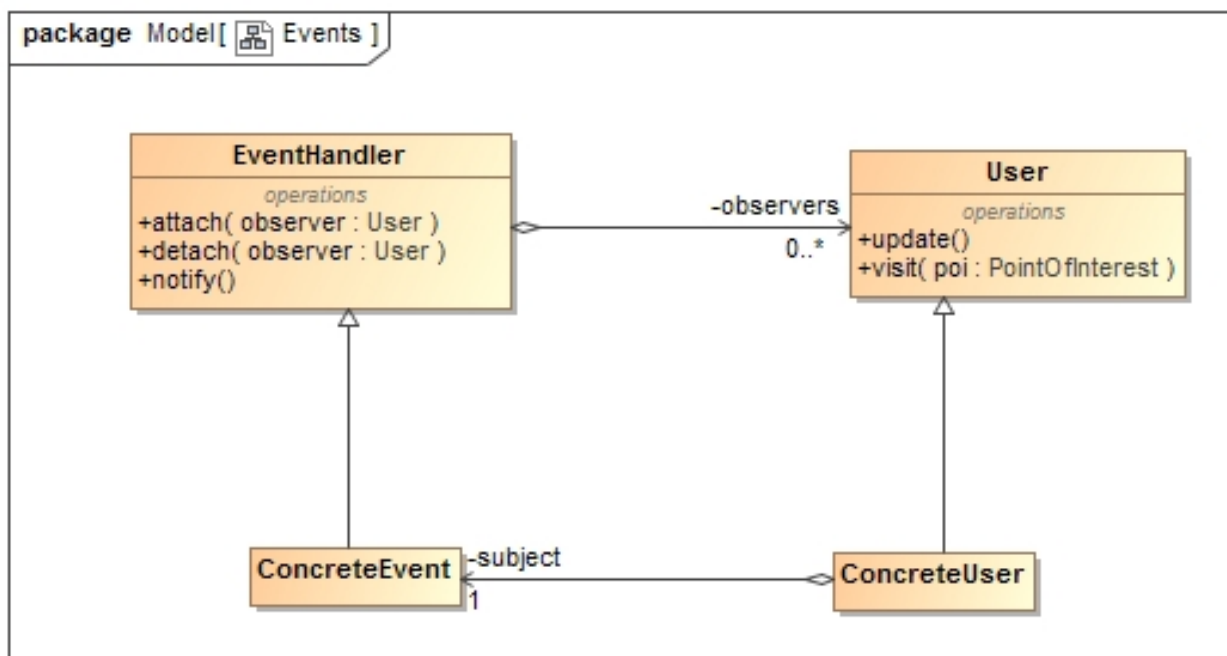 package Model[ Events ]
EventHandler
operations
+attach( observer : User )
+detach( observer : User )
+notify()
-observers
0..*
User
operations
+update()
+visit( poi : PointOfInterest )
ConcreteEvent
-subject
1
ConcreteUser